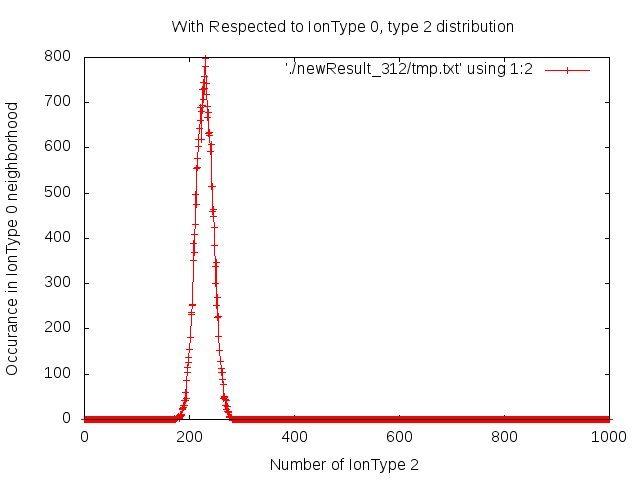 With Respected to IonType 0, type 2 distribution
'./newResult_312/tmp.txt' using 1:2
Occurance in IonType 0 neighborhood
800
700
600
500
400
300
200
100
0
0 200 400 600 800 1000
Number of IonType 2